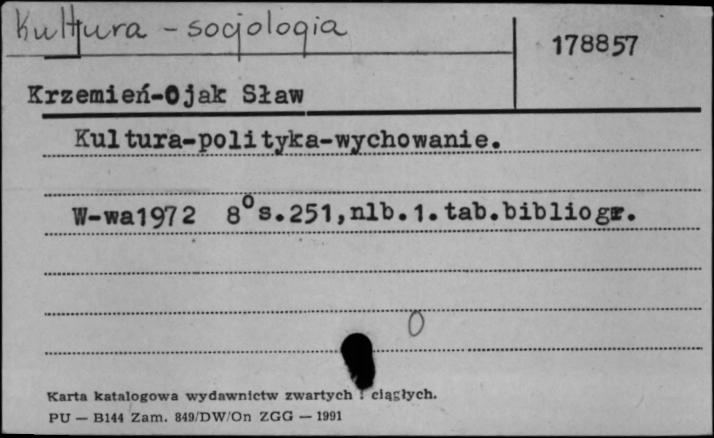 Kultura - socjologia
178857
Krzemień-Ojak Sław
Kultura-polityka-wychowanie.
W-wa1972 8° s.251,nlb.1.tab.bibliogr.
0
Karta katalogowa wydawnictw zwartych i ciągłych.
PU — B144 Zam. 849/DW/On ZGG — 1991